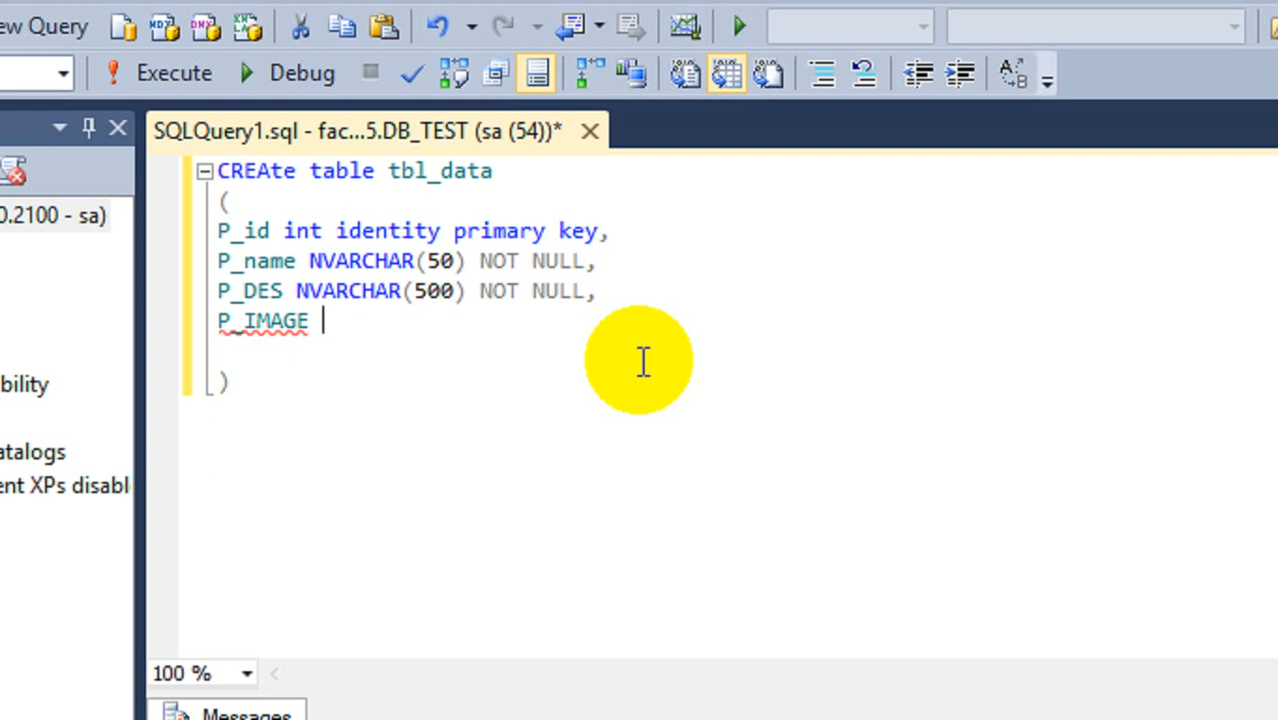 ew Query
Execute
Debug
SQLQuery1.sql - fac...5.DB_TEST (sa (54))*
0.2100 - sa)
bility
atalogs
ent XPs disabl
CREAte table tbl_data
(
P_id int identity primary key,
P_name NVARCHAR(50) NOT NULL,
P_DES NVARCHAR(500) NOT NULL,
P_IMAGE
)
100 %
Messages